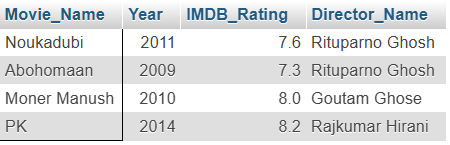 Movie_Name Year IMDB_Rating Director_Name
Noukadubi 2011 7.6 Rituparno Ghosh
Abohomaan 2009 7.3 Rituparno Ghosh
Moner Manush 2010 8.0 Goutam Ghose
PK 2014 8.2 Rajkumar Hirani